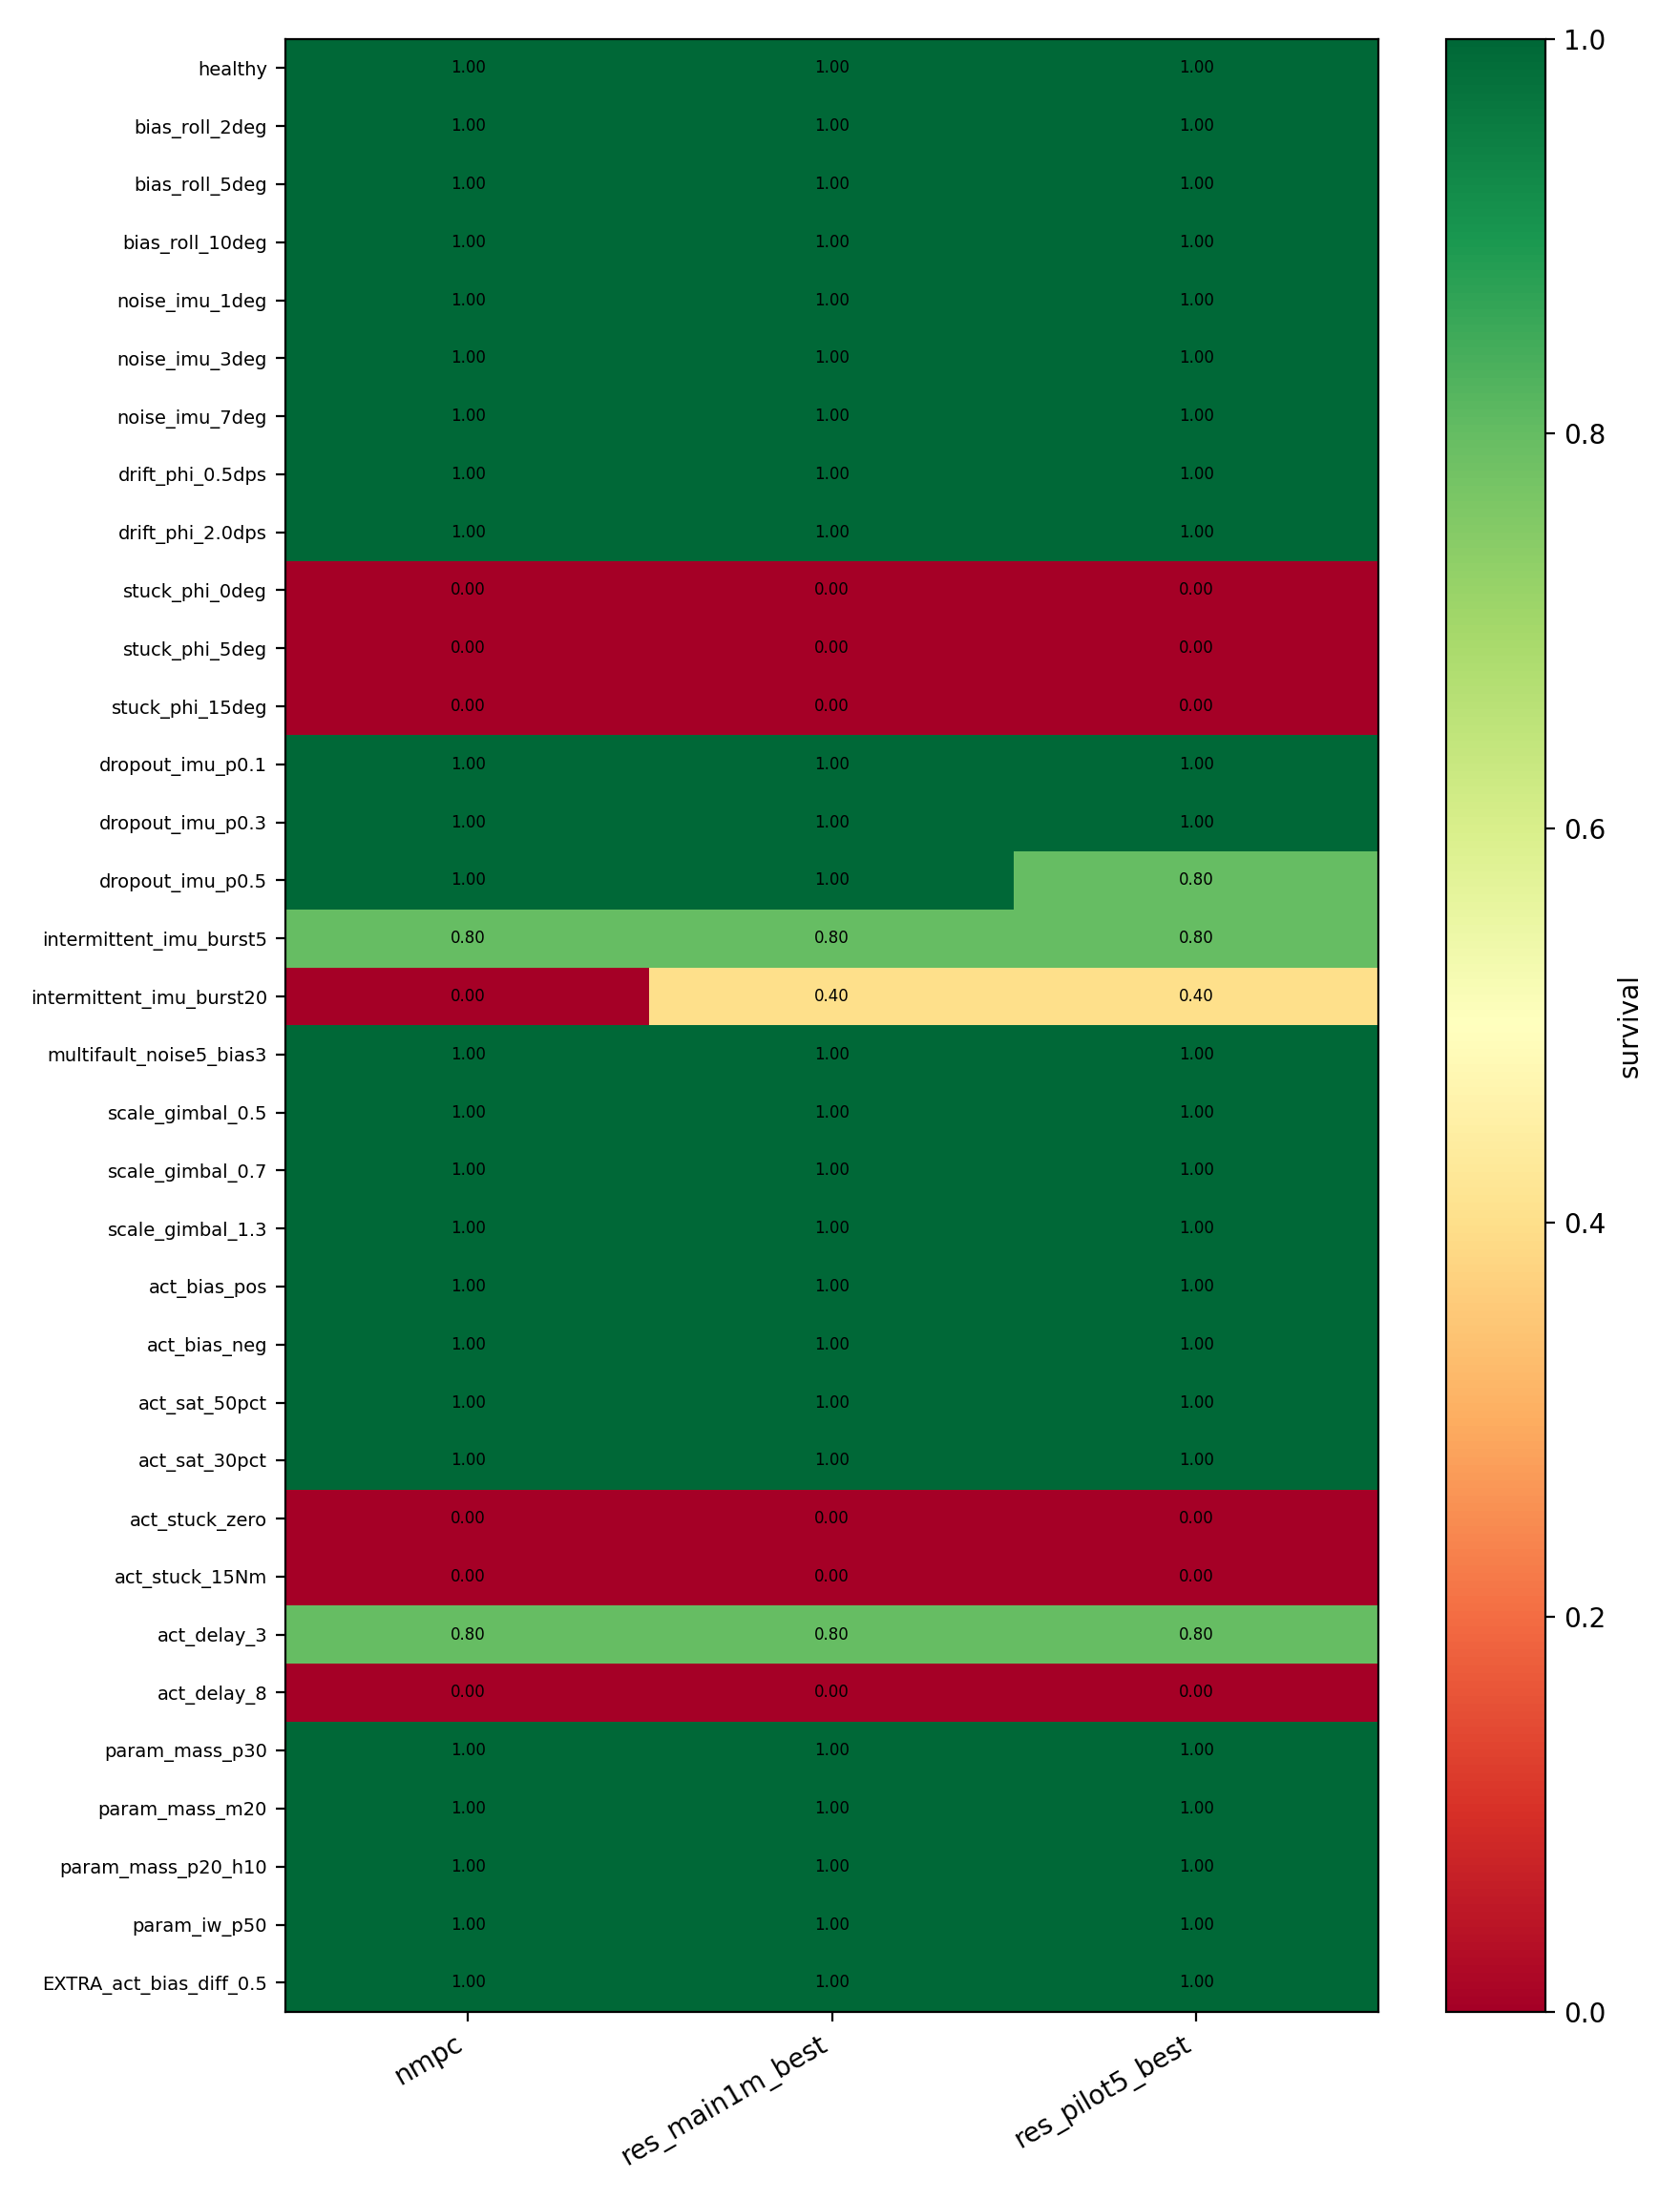 healthy 1.00 1.00 1.00
bias_roll_2deg 1.00 1.00 1.00
bias_roll_5deg 1.00 1.00 1.00
bias_roll_10deg 1.00 1.00 1.00
noise_imu_1deg 1.00 1.00 1.00
noise_imu_3deg 1.00 1.00 1.00
noise_imu_7deg 1.00 1.00 1.00
drift_phi_0.5dps 1.00 1.00 1.00
drift_phi_2.0dps 1.00 1.00 1.00
stuck_phi_0deg 0.00 0.00 0.00
stuck_phi_5deg 0.00 0.00 0.00
stuck_phi_15deg 0.00 0.00 0.00
dropout_imu_p0.1 1.00 1.00 1.00
dropout_imu_p0.3 1.00 1.00 1.00
dropout_imu_p0.5 1.00 1.00 0.80
intermittent_imu_burst5 0.80 0.80 0.80
intermittent_imu_burst20 0.00 0.40 0.40
multifault_noise5_bias3 1.00 1.00 1.00
scale_gimbal_0.5 1.00 1.00 1.00
scale_gimbal_0.7 1.00 1.00 1.00
scale_gimbal_1.3 1.00 1.00 1.00
act_bias_pos 1.00 1.00 1.00
act_bias_neg 1.00 1.00 1.00
act_sat_50pct 1.00 1.00 1.00
act_sat_30pct 1.00 1.00 1.00
act_stuck_zero 0.00 0.00 0.00
act_stuck_15Nm 0.00 0.00 0.00
act_delay_3 0.80 0.80 0.80
act_delay_8 0.00 0.00 0.00
param_mass_p30 1.00 1.00 1.00
param_mass_m20 1.00 1.00 1.00
param_mass_p20_h10 1.00 1.00 1.00
param_iw_p50 1.00 1.00 1.00
EXTRA_act_bias_diff_0.5 1.00 1.00 1.00
nmpc
res_main1m_best
res_pilot5_best
1.0
0.8
0.6
0.4
0.2
0.0
survival